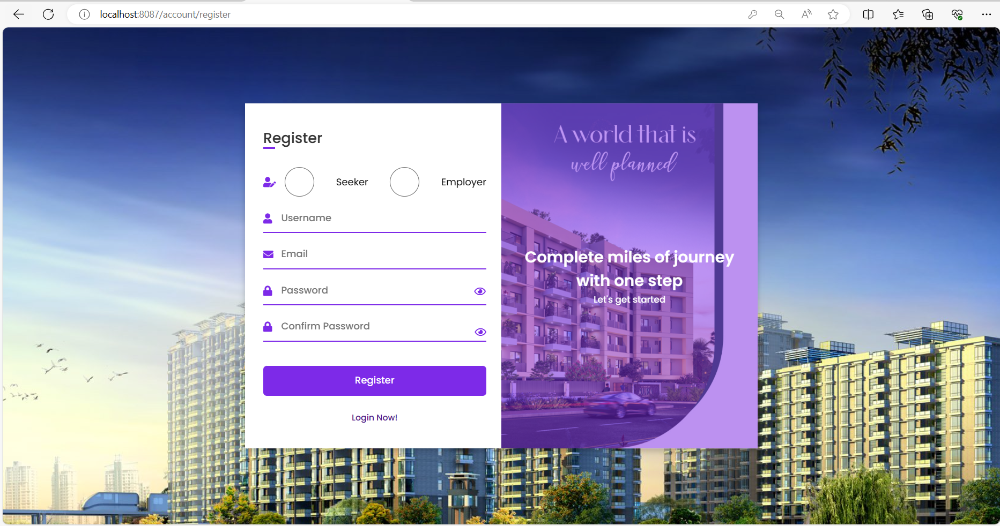 localhost:8087/account/register
Register
Seeker
Employer
Username
Email
Password
Confirm Password
Register
Login Now!
A world that is
well planned
Complete miles of journey
with one step
Let's get started
AURA